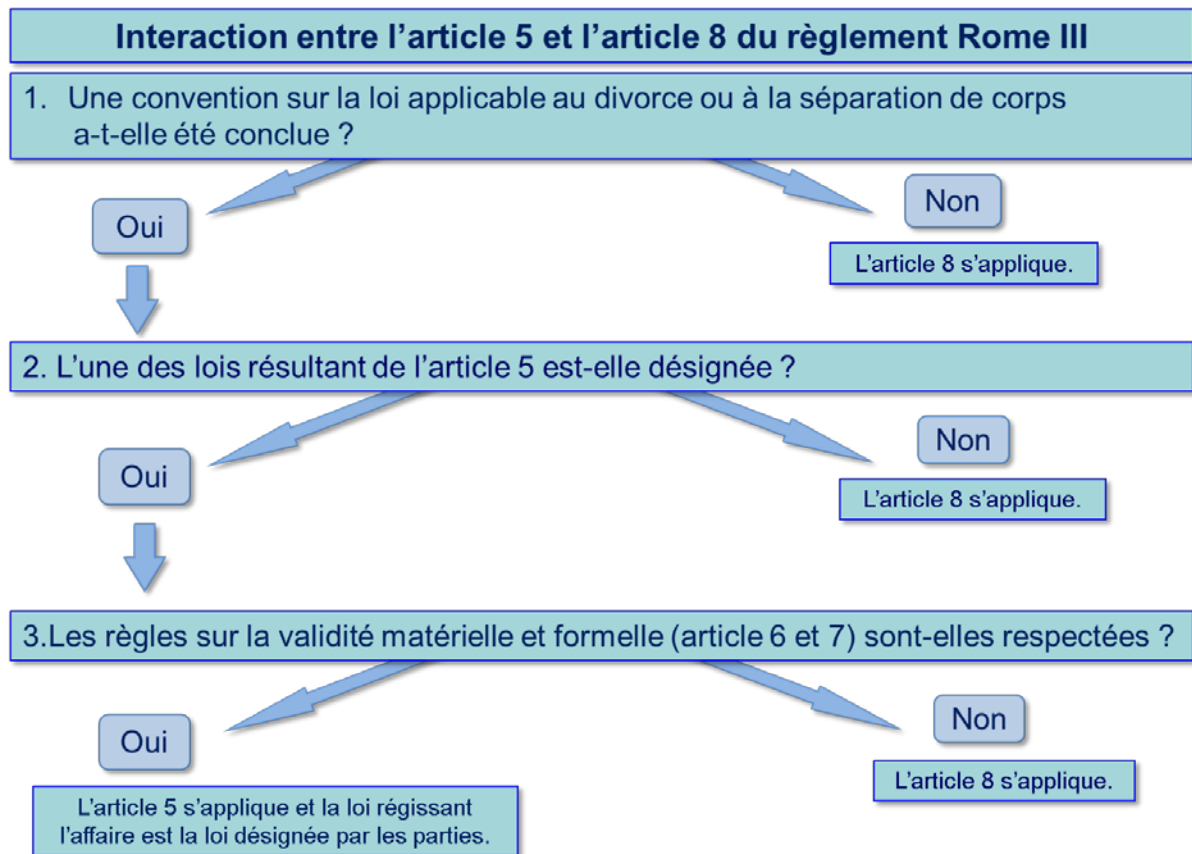 Interaction entre l’article 5 et l’article 8 du règlement Rome III
1. Une convention sur la loi applicable au divorce ou à la séparation de corps
a-t-elle été conclue ?
Oui
Non
L’article 8 s’applique.
2. L’une des lois résultant de l’article 5 est-elle désignée ?
Oui
Non
L’article 8 s’applique.
3.Les règles sur la validité matérielle et formelle (article 6 et 7) sont-elles respectées ?
Oui
Non
L’article 5 s’applique et la loi régissant
l’affaire est la loi désignée par les parties.
L’article 8 s’applique.